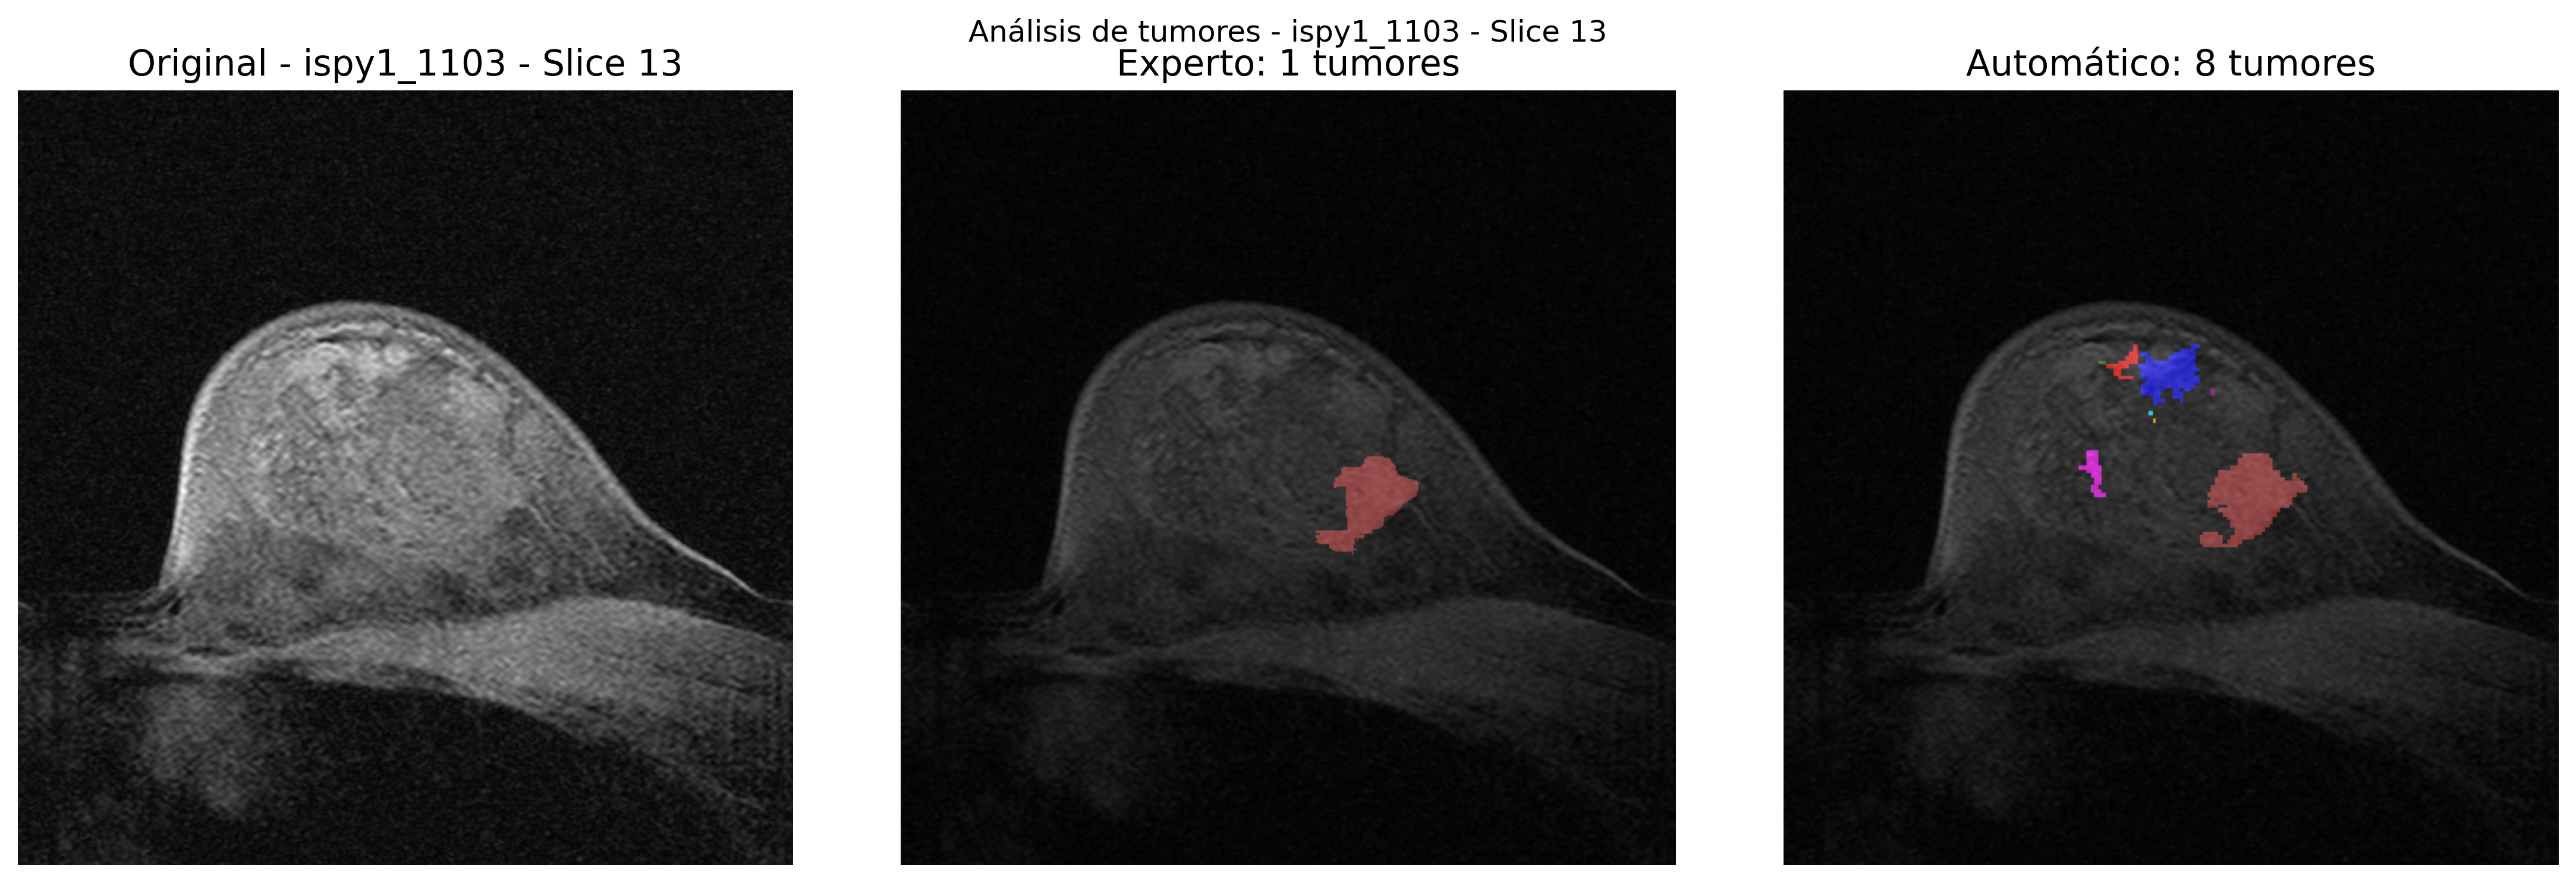 Análisis de tumores - ispy1_1103 - Slice 13
Original - ispy1_1103 - Slice 13
Experto: 1 tumores
Automático: 8 tumores